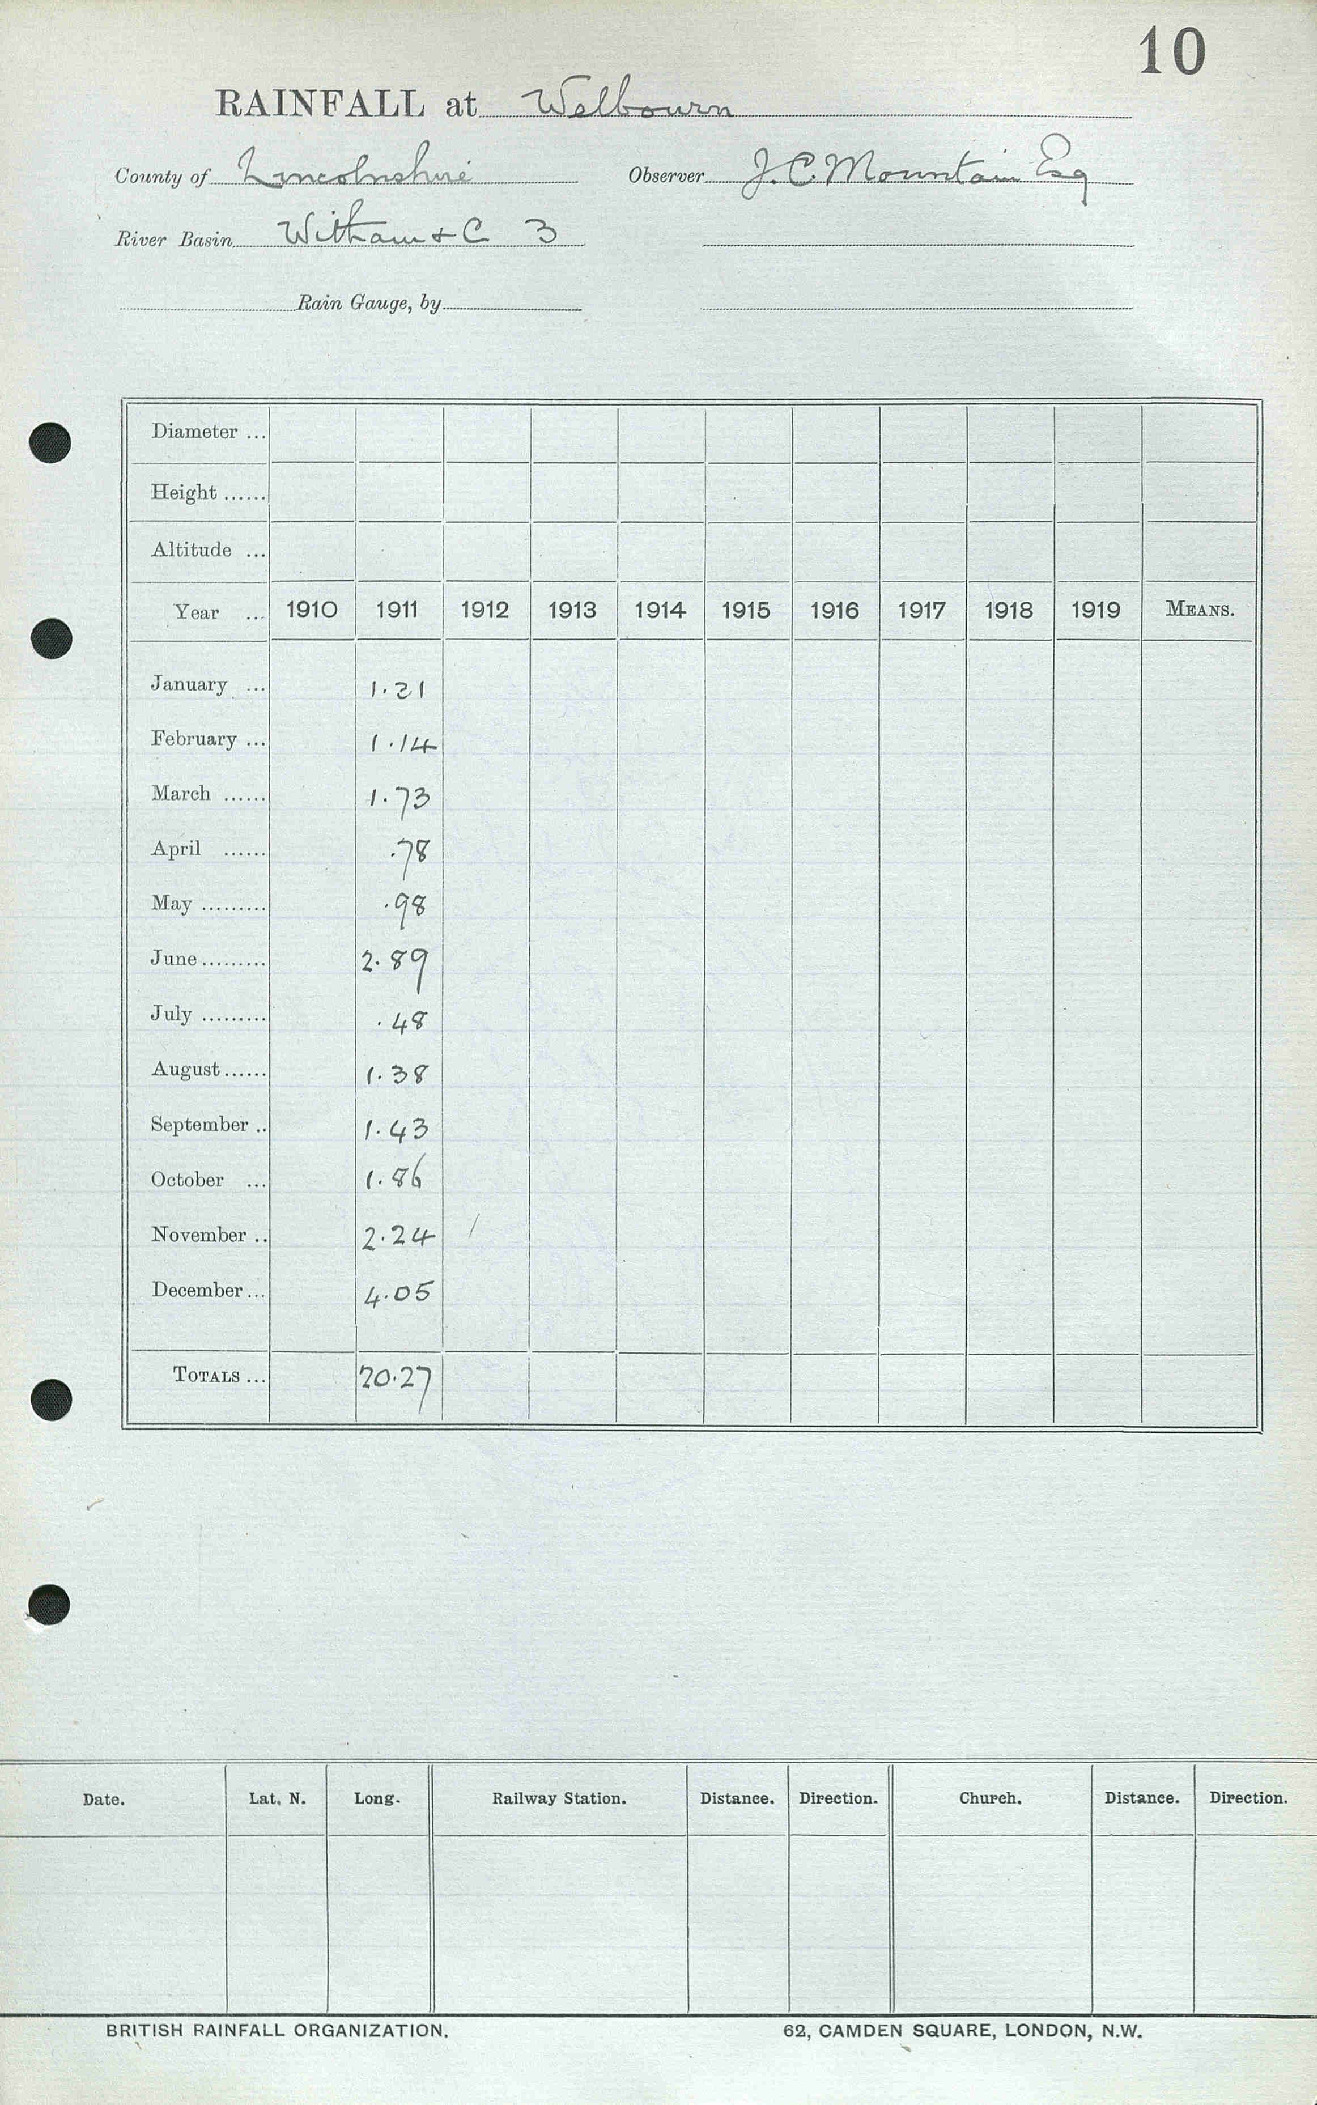 10
RAINFALL at Welbourn
County of Lincolnshire Observer J. C. Mountain Esq
River Basin Witham & C 3
Rain Gauge, by
Diameter ...
Height ......
Altitude ...
Year ... 1910 1911 1912 1913 1914 1915 1916 1917 1918 1919 MEANS.
January ... 1.21
February ... 1.14
March ...... 1.73
April ...... .78
May ......... .98
June ......... 2.89
July ......... .48
August ...... 1.38
September .. 1.43
October ... 1.86
November .. 2.24 /
December ... 4.05
TOTALS ... 20.27
Date. Lat. N. Long. Railway Station. Distance. Direction. Church. Distance. Direction.
BRITISH RAINFALL ORGANIZATION. 62, CAMDEN SQUARE, LONDON, N.W.